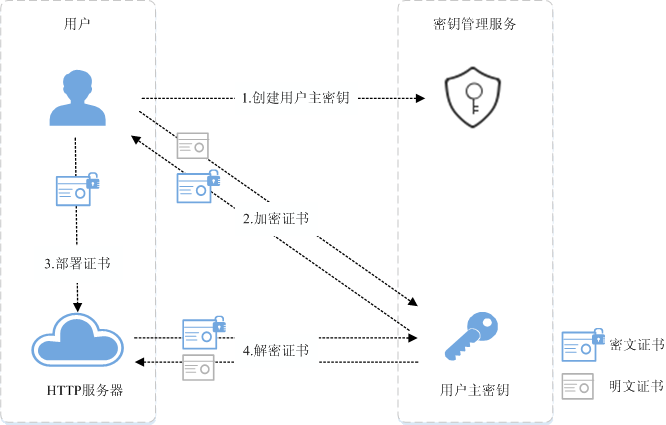 用户
密钥管理服务
1.创建用户主密钥
2.加密证书
3.部署证书
4.解密证书
HTTP服务器
用户主密钥
密文证书
明文证书